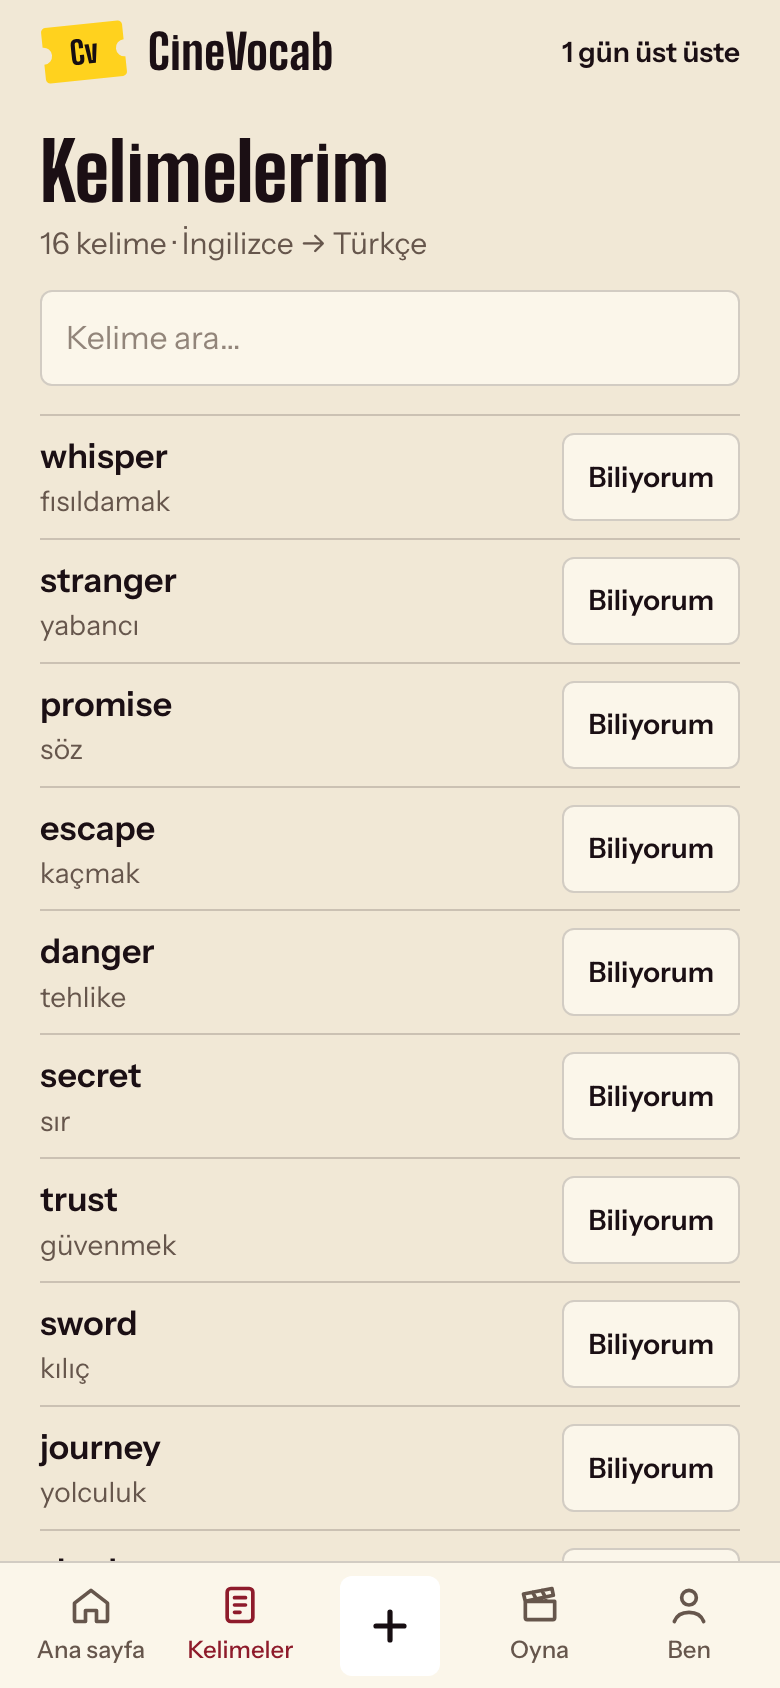 Cv CineVocab
1 gün üst üste
Kelimelerim
16 kelime · İngilizce → Türkçe
Kelime ara...
whisper
fısıldamak
Biliyorum
stranger
yabancı
Biliyorum
promise
söz
Biliyorum
escape
kaçmak
Biliyorum
danger
tehlike
Biliyorum
secret
sır
Biliyorum
trust
güvenmek
Biliyorum
sword
kılıç
Biliyorum
journey
yolculuk
Biliyorum
Ana sayfa
Kelimeler
+
Oyna
Ben